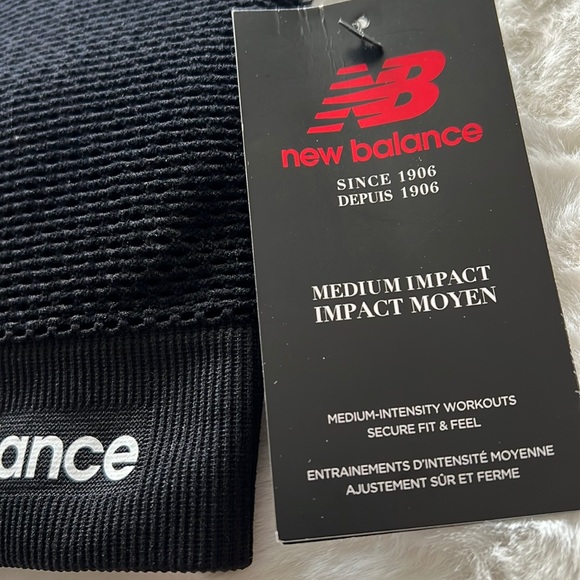 NB
new balance
SINCE 1906
DEPUIS 1906
MEDIUM IMPACT
IMPACT MOYEN
MEDIUM-INTENSITY WORKOUTS
SECURE FIT & FEEL
ENTRAINEMENTS D'INTENSITÉ MOYENNE
AJUSTEMENT SÛR ET FERME
ance